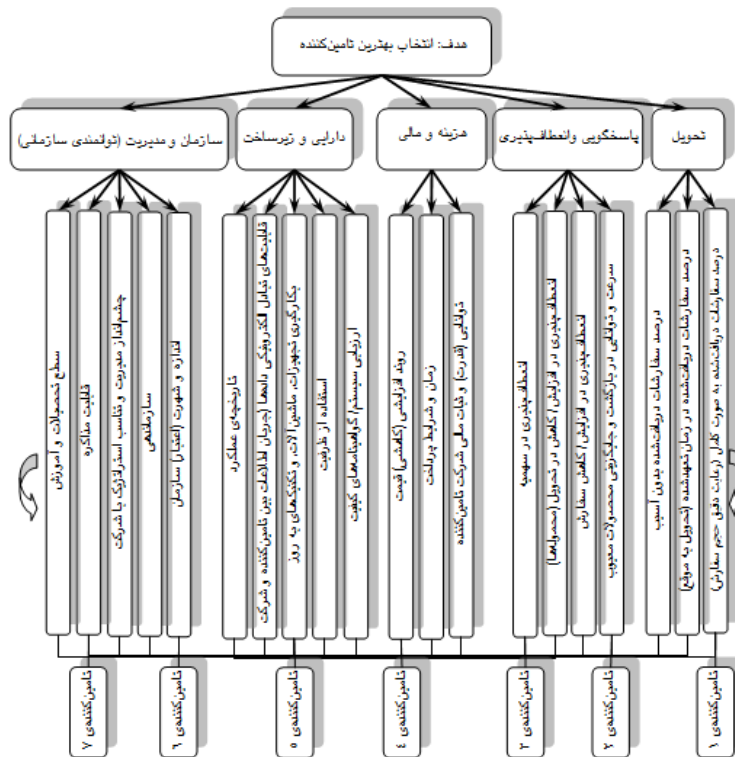 هدف: انتخاب بهترین تامین‌کننده
تحویل
پاسخگویی وانعطاف‌پذیری
هزینه و مالی
دارایی و زیرساخت
سازمان و مدیریت (توانمندی سازمانی)
درصد سفارشات دریافت‌شده به صورت کامل (رعایت دقیق حجم سفارش)
درصد سفارشات دریافت‌شده در زمان تعهدشده (تحویل به موقع)
درصد سفارشات دریافت‌شده بدون آسیب
سرعت و توانایی در بازگشت و جایگزینی محصولات معیوب
انعطاف‌پذیری در افزایش/ کاهش سفارش
انعطاف‌پذیری در افزایش/ کاهش در تحویل (محموله‌ها)
انعطاف‌پذیری در سهمیه
توانایی (قدرت) و ثبات مالی شرکت تامین‌کننده
زمان و شرایط پرداخت
روند افزایشی (کاهشی) قیمت
ارزیابی سیستم/ گواهینامه‌های کیفیت
استفاده از ظرفیت
بکارگیری تجهیزات، ماشین‌آلات، و تکنیک‌های به روز
قابلیت‌های تبادل الکترونیکی داده‌ها (جریان اطلاعات بین تامین‌کننده و شرکت
تاریخچه‌ی عملکرد
اندازه و شهرت (اعتبار) سازمان
سازماندهی
چشم‌انداز مدیریت و تناسب استراتژیک با شرکت
قابلیت مذاکره
سطح تحصیلات و آموزش
تامین‌کننده‌ی ۱
تامین‌کننده‌ی ۲
تامین‌کننده‌ی ۳
تامین‌کننده‌ی ۴
تامین‌کننده‌ی ۵
تامین‌کننده‌ی ۶
تامین‌کننده‌ی ۷